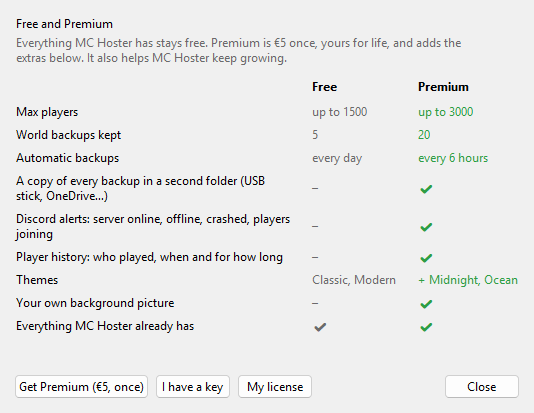 Free and Premium
Everything MC Hoster has stays free. Premium is €5 once, yours for life, and adds the
extras below. It also helps MC Hoster keep growing.
Free Premium
Max players up to 1500 up to 3000
World backups kept 5 20
Automatic backups every day every 6 hours
A copy of every backup in a second folder (USB
stick, OneDrive...) – ✓
Discord alerts: server online, offline, crashed, players
joining – ✓
Player history: who played, when and for how long – ✓
Themes Classic, Modern + Midnight, Ocean
Your own background picture – ✓
Everything MC Hoster already has ✓ ✓
Get Premium (€5, once) I have a key My license Close